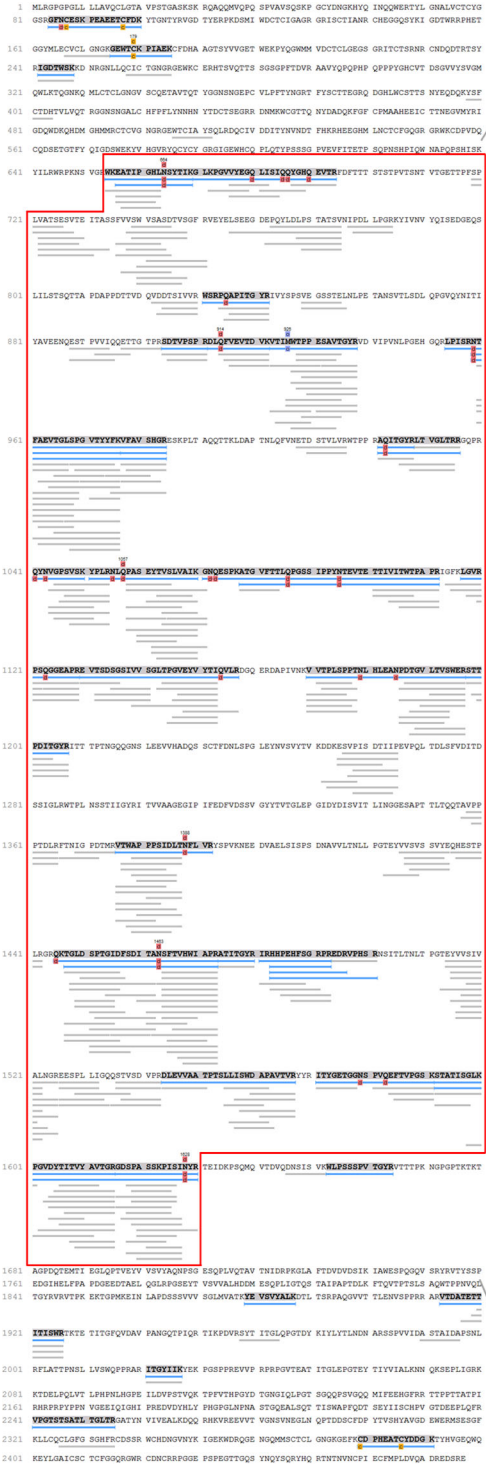 1 MLRGPGPGLL LLAVQCLGTA VPSTGASKSK RQAQQMVQPQ SPVAVSQSKP GCYDNGKHYQ INQQWERTYL GNALVCTCYG
81 GSRGFNCESK PEAEETCFDK YTGNTYRVGD TYERPKDSMI WDCTCIGAGR GRISCTIANR CHEGGQSYKI GDTWRRPHET
179
161 GGYMLECVCL GNGKGEWTCK PIAEKCFDHA AGTSYVVGET WEKPYQGWMM VDCTCLGEGS GRITCTSRNR CNDQDTRTSY
241 RIGDTWSKKD NRGNLLQCIC TGNGRGEWKC ERHTSVQTTS SGSGPFTDVR AAVYQPQPHP QPPPYGHCVT DSGVVYSVGM
321 QWLKTQGNKQ MLCTCLGNGV SCQETAVTQT YGGNSNGEPC VLPFTYNGRT FYSCTTEGRQ DGHLWCSTTS NYEQDQKYSF
401 CTDHTVLVQT RGGNSNGALC HFPFLYNNHN YTDCTSEGRR DNMKWCGTTQ NYDADQKFGF CPMAAHEEIC TTNEGVMYRI
481 GDQWDKQHDM GHMMRCTCVG NGRGEWTCIA YSQLRDQCIV DDITYNVNDT FHKRHEEGHM LNCTCFGQGR GRWKCDPVDQ
561 CQDSETGTFY QIGDSWEKYV HGVRYQCYCY GRGIGEWHCQ PLQTYPSSSG PVEVFITETP SQPNSHPIQW NAPQPSHISK
654
641 YILRWRPKNS VGRWKEATIP GHLNSYTIKG LKPGVVYEGQ LISIQQYGHQ EVTRFDFTTT STSTPVTSNT VTGETTPFSP
721 LVATSESVTE ITASSFVVSW VSASDTVSGF RVEYELSEEG DEPQYLDLPS TATSVNIPDL LPGRKYIVNV YQISEDGEQS
801 LILSTSQTTA PDAPPDTTVD QVDDTSIVVR WSRPQAPITG YRIVYSPSVE GSSTELNLPE TANSVTLSDL QPGVQYNITI
914 926
881 YAVEENQEST PVVIQQETTG TPRSDTVPSP RDLQFVEVTD VKVTIMWTPP ESAVTGYRVD VIPVNLPGEH GQRLPISRNT
961 FAEVTGLSPG VTYYFKVFAV SHGRESKPLT AQQTTKLDAP TNLQFVNETD STVLVRWTPP RAQITGYRLT VGLTRRGQPR
1057
1041 QYNVGPSVSK YPLRNLQPAS EYTVSLVAIK GNQESPKATG VFTTLQPGSS IPPYNTEVTE TTIVITWTPA PRIGFKLGVR
1121 PSQGGEAPRE VTSDSGSIVV SGLTPGVEYV YTIQVLRDGQ ERDAPIVNKV VTPLSPPTNL HLEANPDTGV LTVSWERSTT
1201 PDITGYRITT TPTNGQQGNS LEEVVHADQS SCTFDNLSPG LEYNVSVYTV KDDKESVPIS DTIIPEVPQL TDLSFVDITD
1281 SSIGLRWTPL NSSTIIGYRI TVVAAGEGIP IFEDFVDSSV GYYTVTGLEP GIDYDISVIT LINGGESAPT TLTQQTAVPP
1388
1361 PTDLRFTNIG PDTMRVTWAP PPSIDLTNFL VRYSPVKNEE DVAELSISPS DNAVVLTNLL PGTEYVVSVS SVYEQHESTP
1463
1441 LRGRQKTGLD SPTGIDFSDI TANSFTVHWI APRATITGYR IRHHPEHFSG RPREDRVPHS RNSITLTNLT PGTEYVVSIV
1521 ALNGREESPL LIGQQSTVSD VPRDLEVVAA TPTSLLISWD APAVTVRYYR ITYGETGGNS PVQEFTVPGS KSTATISGLK
1629
1601 PGVDYTITVY AVTGRGDSPA SSKPISINYR TEIDKPSQMQ VTDVQDNSIS VKWLPSSSPV TGYRVTTTPK NGPGPTKTKT
1681 AGPDQTEMTI EGLQPTVEYV VSVYAQNPSG ESQPLVQTAV TNIDRPKGLA FTDVDVDSIK IAWESPQGQV SRYRVTYSSP
1761 EDGIHELFPA PDGEEDTAEL QGLRPGSEYT VSVVALHDDM ESQPLIGTQS TAIPAPTDLK FTQVTPTSLS AQWTPPNVQL
1841 TGYRVRVTPK EKTGPMKEIN LAPDSSSVVV SGLMVATKYE VSVYALKDTL TSRPAQGVVT TLENVSPPRR ARVTDATETT
1921 ITISWRTKTE TITGFQVDAV PANGQTPIQR TIKPDVRSYT ITGLQPGTDY KIYLYTLNDN ARSSPVVIDA STAIDAPSNL
2001 RFLATTPNSL LVSWQPPRAR ITGYIIKYEK PGSPPREVVP RPRPGVTEAT ITGLEPGTEY TIYVIALKNN QKSEPLIGRK
2081 KTDELPQLVT LPHPNLHGPE ILDVPSTVQK TPFVTHPGYD TGNGIQLPGT SGQQPSVGQQ MIFEEHGFRR TTPPTTATPI
2161 RHRPRPYPPN VGEEIQIGHI PREDVDYHLY PHGPGLNPNA STGQEALSQT TISWAPFQDT SEYIISCHPV GTDEEPLQFR
2241 VPGTSTSATL TGLTRGATYN VIVEALKDQQ RHKVREEVVT VGNSVNEGLN QPTDDSCFDP YTVSHYAVGD EWERMSESGF
2321 KLLCQCLGFG SGHFRCDSSR WCHDNGVNYK IGEKWDRQGE NGQMMSCTCL GNGKGEFKCD PHEATCYDDG KTYHVGEQWQ
2401 KEYLGAICSC TCFGGQRGWR CDNCRRPGGE PSPEGTTGQS YNQYSQRYHQ RTNTNVNCPI ECFMPLDVQA DREDSRE